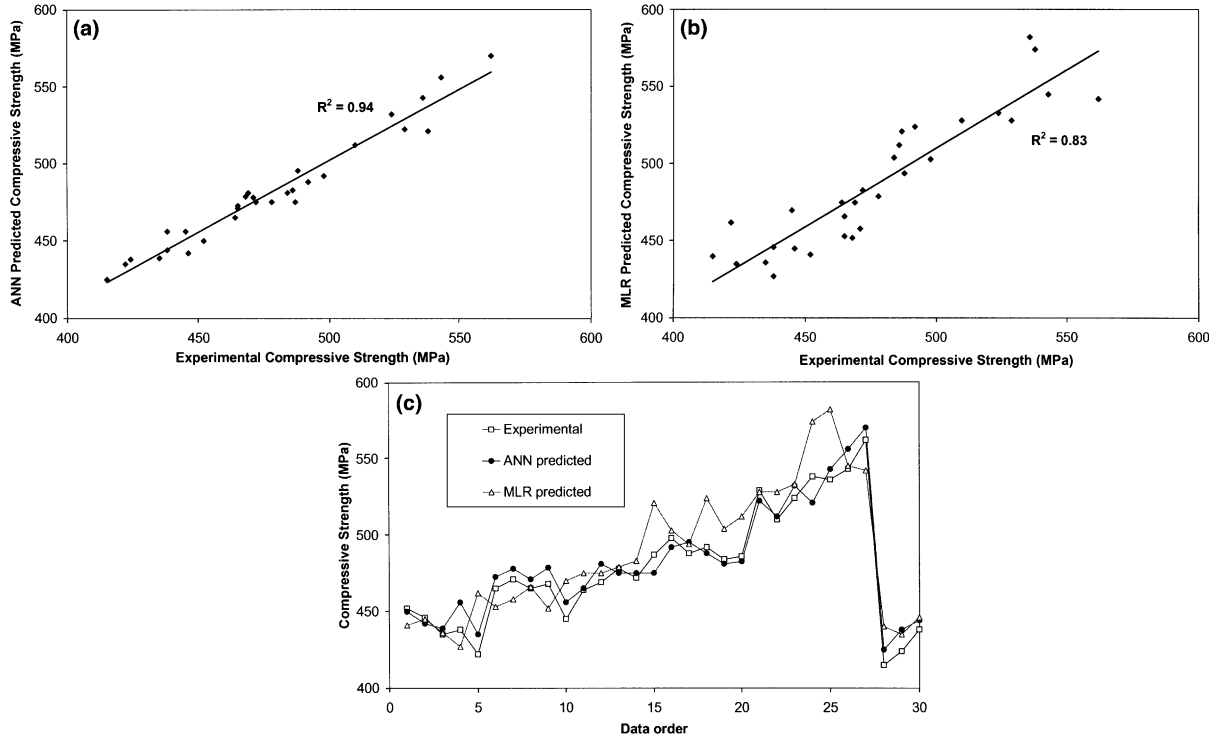 (a)
600
550
500
450
400
400
450
500
550
600
ANN Predicted Compressive Strength (MPa)
Experimental Compressive Strength (MPa)
R² = 0.94
(b)
600
550
500
450
400
400
450
500
550
600
MLR Predicted Compressive Strength (MPa)
Experimental Compressive Strength (MPa)
R² = 0.83
(c)
600
550
500
450
400
0
5
10
15
20
25
30
Compressive Strength (MPa)
Data order
Experimental
ANN predicted
MLR predicted